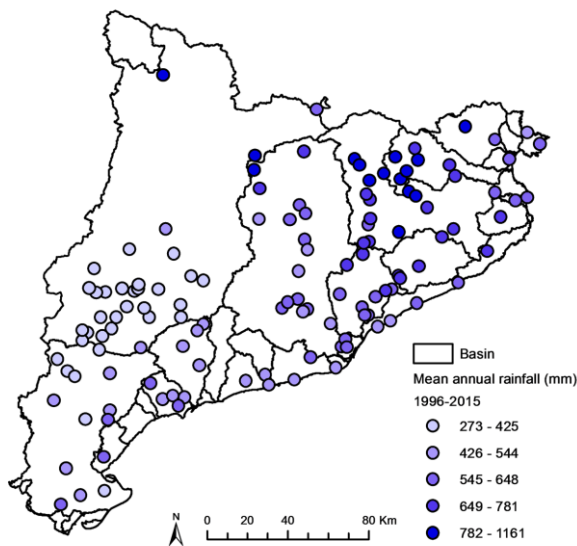 Basin
Mean annual rainfall (mm)
1996-2015
273 - 425
426 - 544
545 - 648
649 - 781
782 - 1161
N
0 20 40 80 Km